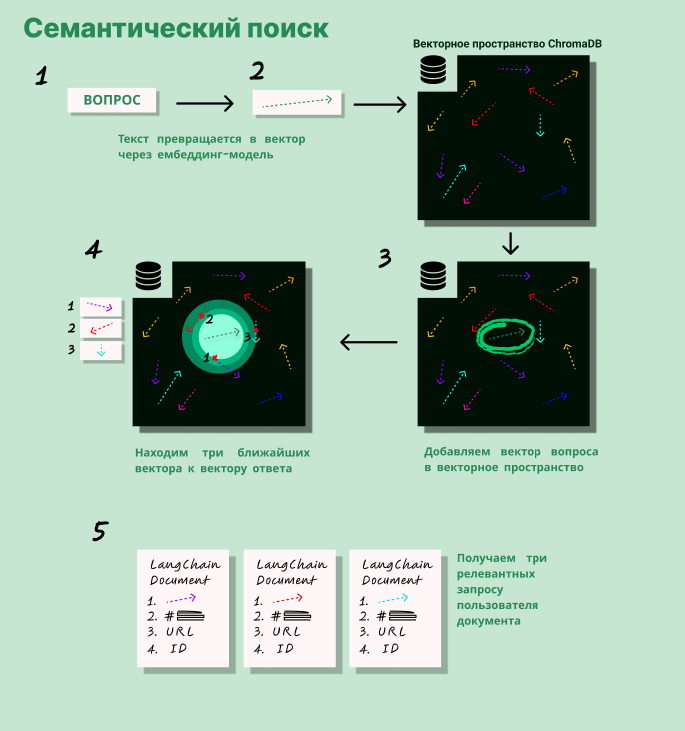 Семантический поиск
Векторное пространство ChromaDB
1
2
ВОПРОС
Текст превращается в вектор
через ембеддинг-модель
3
Добавляем вектор вопроса
в векторное пространство
4
1
2
3
2
3
1
Находим три ближайших
вектора к вектору ответа
5
LangChain
Document
1.
2. #
3. URL
4. ID
LangChain
Document
1.
2. #
3. URL
4. ID
LangChain
Document
1.
2. #
3. URL
4. ID
Получаем три
релевантных
запросу
пользователя
документа